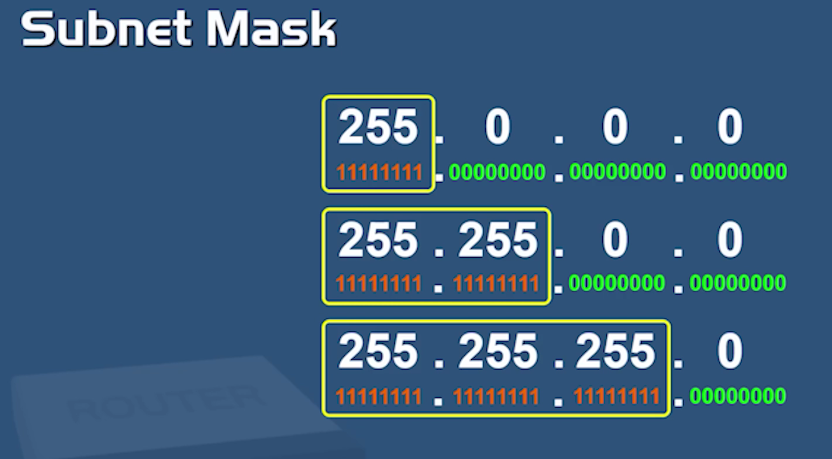 Subnet Mask
255 . 0 . 0 . 0
11111111 . 00000000 . 00000000 . 00000000
255 . 255 . 0 . 0
11111111 . 11111111 . 00000000 . 00000000
255 . 255 . 255 . 0
11111111 . 11111111 . 11111111 . 00000000
ROUTER